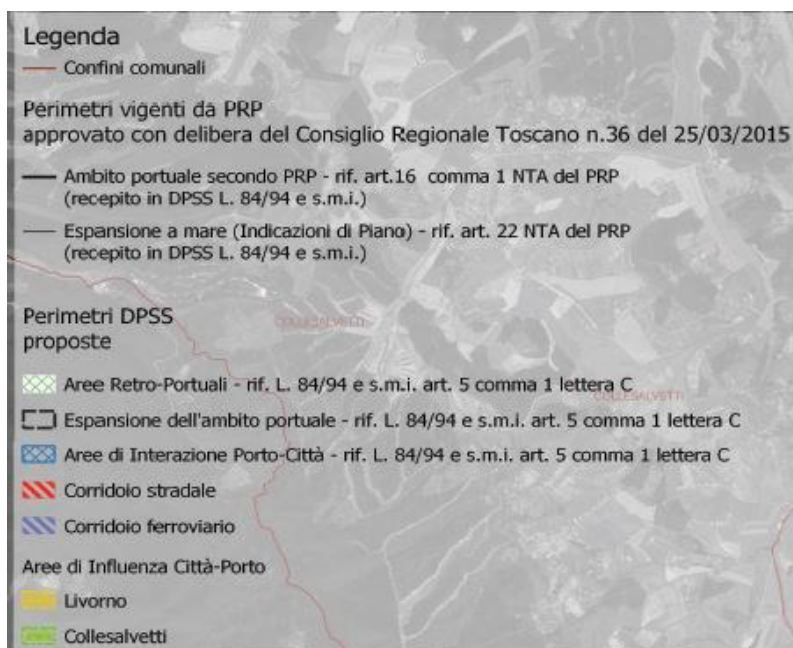 Legenda
Confini comunali
Perimetri vigenti da PRP
approvato con delibera del Consiglio Regionale Toscano n.36 del 25/03/2015
Ambito portuale secondo PRP - rif. art.16 comma 1 NTA del PRP
(recepito in DPSS L. 84/94 e s.m.i.)
Espansione a mare (Indicazioni di Piano) - rif. art. 22 NTA del PRP
(recepito in DPSS L. 84/94 e s.m.i.)
Perimetri DPSS
proposte
COLLESALVETTI
Aree Retro-Portuali - rif. L. 84/94 e s.m.i. art. 5 comma 1 lettera C
COLLESALVETTI
Espansione dell'ambito portuale - rif. L. 84/94 e s.m.i. art. 5 comma 1 lettera C
Aree di Interazione Porto-Città - rif. L. 84/94 e s.m.i. art. 5 comma 1 lettera C
Corridoio stradale
Corridoio ferroviario
Aree di Influenza Città-Porto
Livorno
Collesalvetti